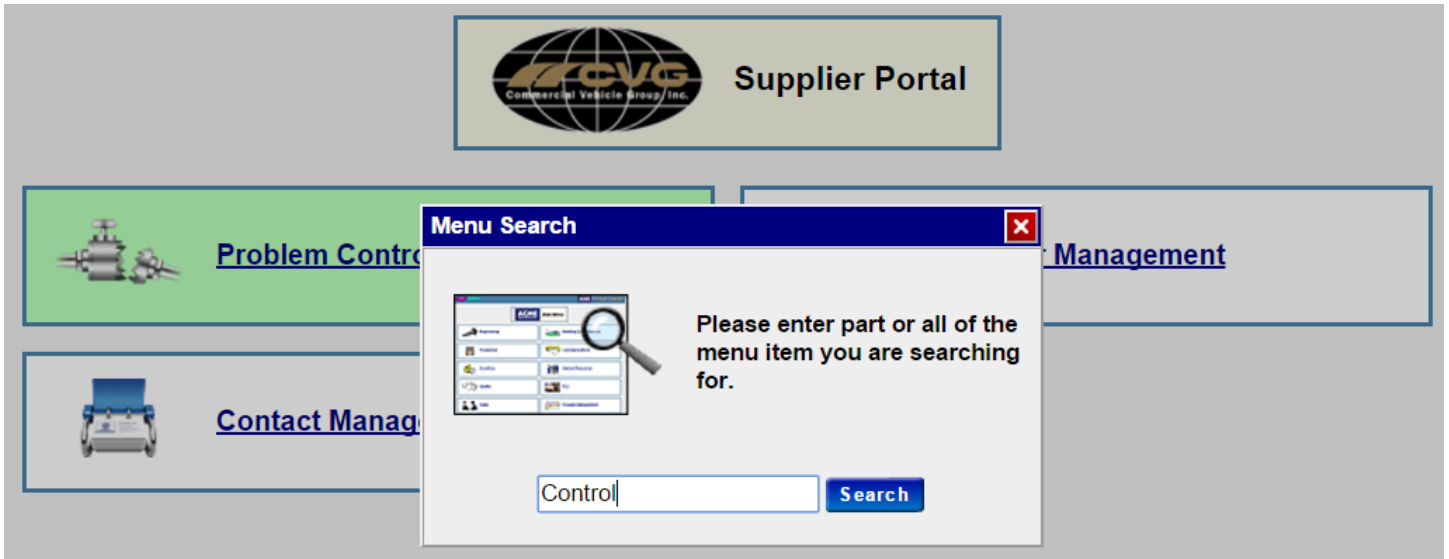 CVG
Commercial Vehicle Group, Inc.
Supplier Portal
Problem Contro
Management
Contact Manag
Menu Search
ACME
Please enter part or all of the
menu item you are searching
for.
Control
Search